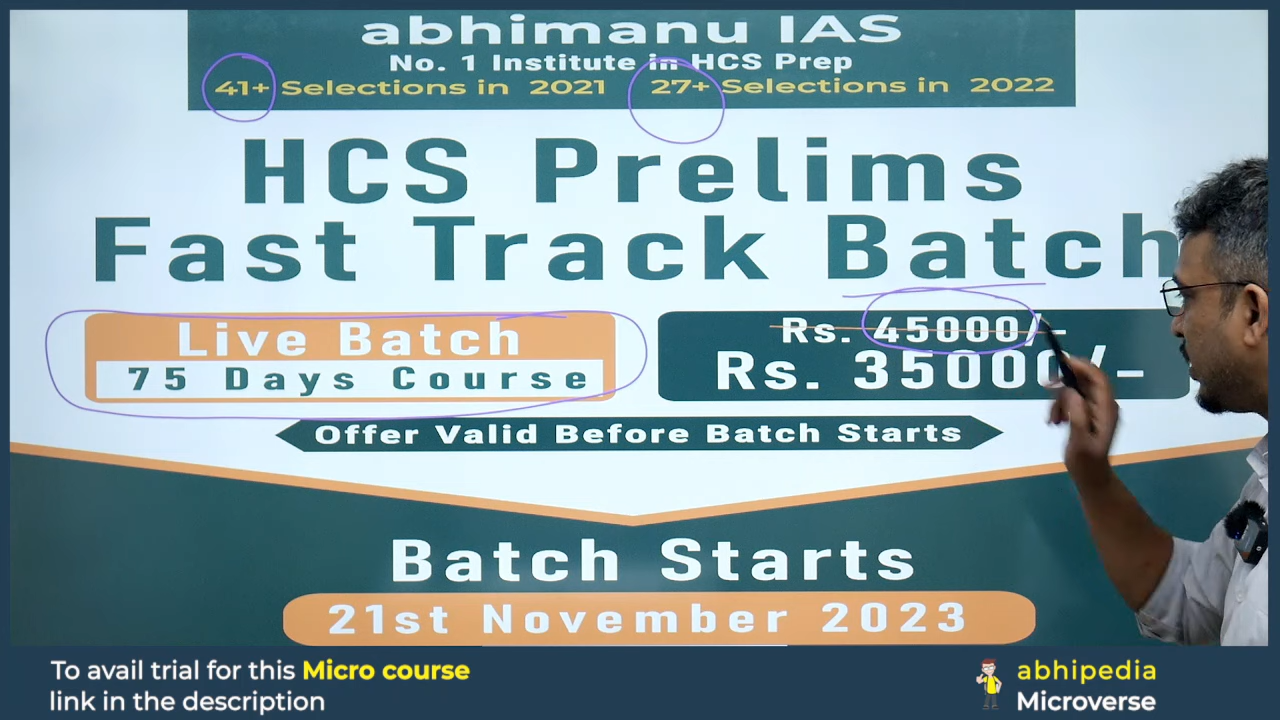 abhimanu IAS
No. 1 Institute in HCS Prep
41+ Selections in 2021 27+ Selections in 2022
HCS Prelims
Fast Track Batch
Live Batch
75 Days Course
Rs. 45000/-
Rs. 35000/-
Offer Valid Before Batch Starts
Batch Starts
21st November 2023
To avail trial for this Micro course
link in the description
abhipedia
Microverse